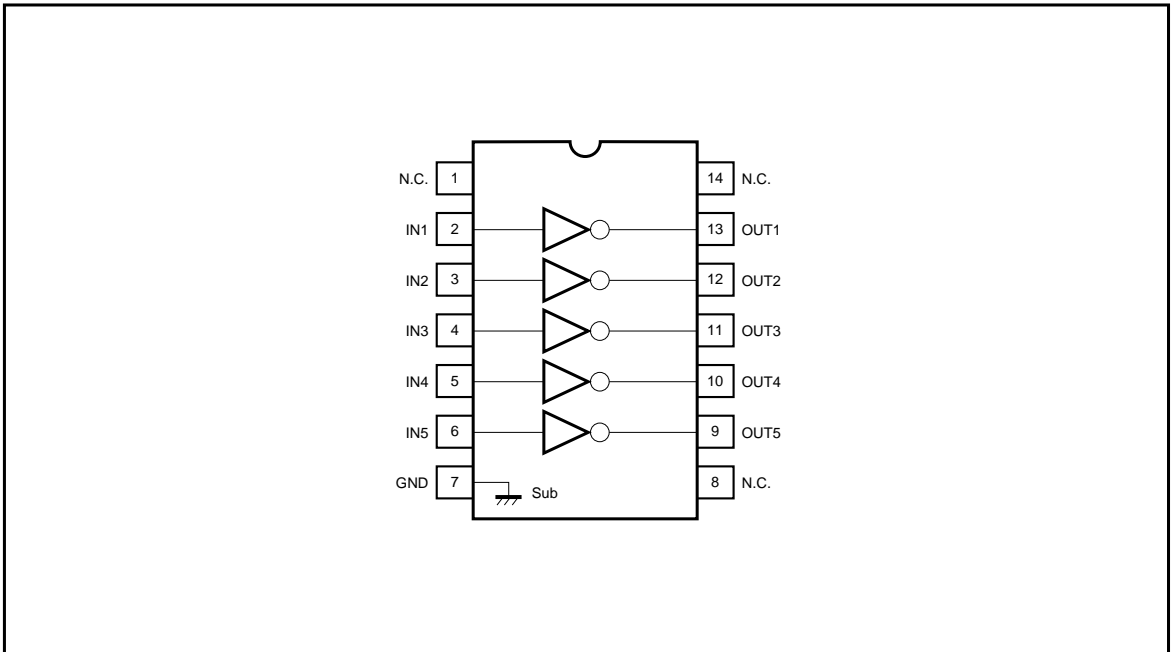 N.C. 1 14 N.C.
IN1 2 13 OUT1
IN2 3 12 OUT2
IN3 4 11 OUT3
IN4 5 10 OUT4
IN5 6 9 OUT5
GND 7 Sub 8 N.C.